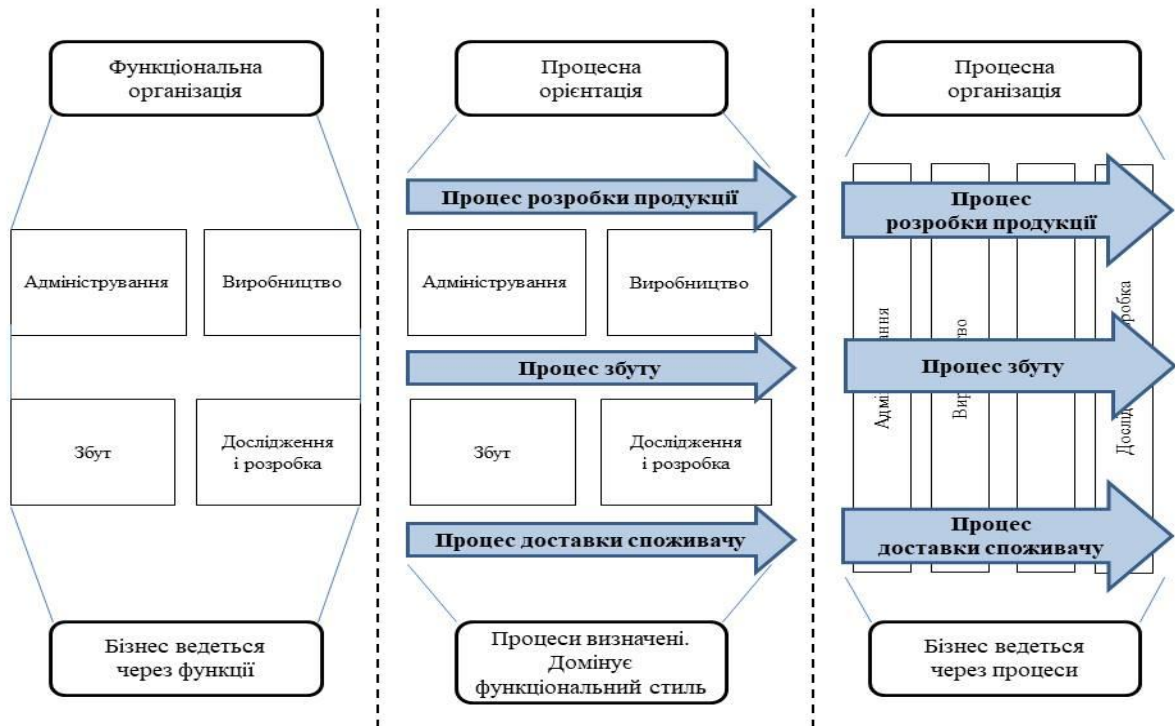 Функціональна
організація
Адміністрування
Виробництво
Збут
Дослідження
і розробка
Бізнес ведеться
через функції
Процесна
орієнтація
Процес розробки продукції
Адміністрування
Виробництво
Процес збуту
Збут
Дослідження
і розробка
Процес доставки споживачу
Процеси визначені.
Домінує
функціональний стиль
Процесна
організація
Процес
розробки продукції
Процес збуту
Процес
доставки споживачу
Бізнес ведеться
через процеси